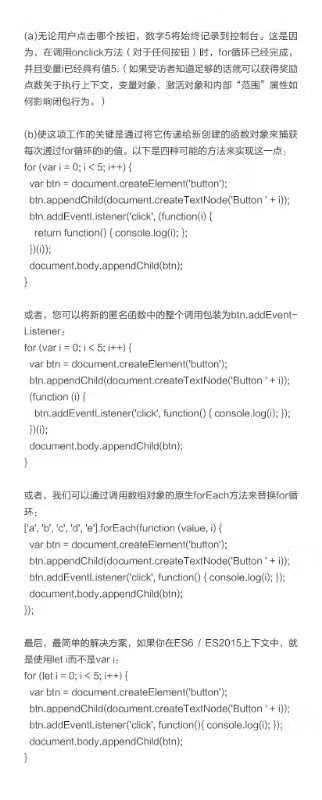 (a)无论用户点击哪个按钮，数字5将始终记录到控制台。这是因
为，在调用onclick方法（对于任何按钮）时，for循环已经完成，
并且变量i已经具有值5.（如果受访者知道足够的话就可以获得奖励
点数关于执行上下文，变量对象，激活对象和内部“范围”属性如
何影响闭包行为。）
(b)使这项工作的关键是通过将它传递给新创建的函数对象来捕获
每次通过for循环的i的值。以下是四种可能的方法来实现这一点：
for (var i = 0; i < 5; i++) {
var btn = document.createElement('button');
btn.appendChild(document.createTextNode('Button ' + i));
btn.addEventListener('click', (function(i) {
return function() { console.log(i); };
})(i));
document.body.appendChild(btn);
}
或者，您可以将新的匿名函数中的整个调用包装为btn.addEvent-
Listener：
for (var i = 0; i < 5; i++) {
var btn = document.createElement('button');
btn.appendChild(document.createTextNode('Button ' + i));
(function (i) {
btn.addEventListener('click', function() { console.log(i); });
})(i);
document.body.appendChild(btn);
}
或者，我们可以通过调用数组对象的原生forEach方法来替换for循
环：
['a', 'b', 'c', 'd', 'e'].forEach(function (value, i) {
var btn = document.createElement('button');
btn.appendChild(document.createTextNode('Button ' + i));
btn.addEventListener('click', function() { console.log(i); });
document.body.appendChild(btn);
});
最后，最简单的解决方案，如果你在ES6 / ES2015上下文中，就
是使用let i而不是var i：
for (let i = 0; i < 5; i++) {
var btn = document.createElement('button');
btn.appendChild(document.createTextNode('Button ' + i));
btn.addEventListener('click', function(){ console.log(i); });
document.body.appendChild(btn);
}